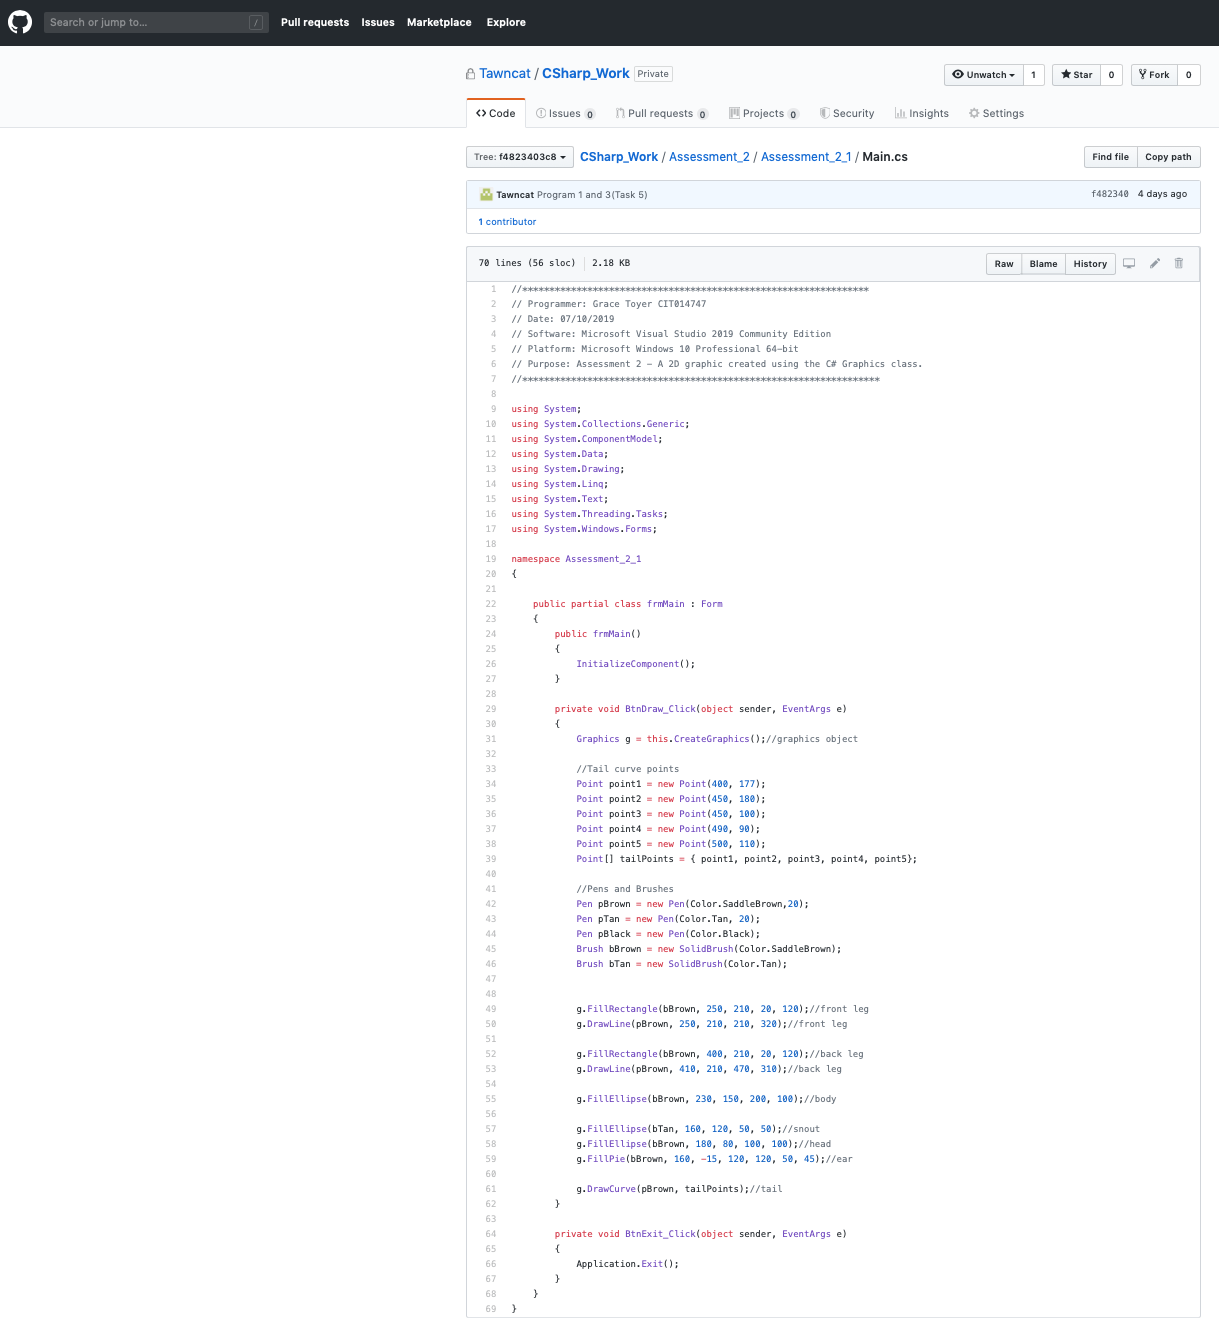 Search or jump to... /
Pull requests Issues Marketplace Explore
Tawncat / CSharp_Work Private
Unwatch 1 Star 0 Fork 0
Code Issues 0 Pull requests 0 Projects 0 Security Insights Settings
Tree: f4823403c8 CSharp_Work / Assessment_2 / Assessment_2_1 / Main.cs
Find file Copy path
Tawncat Program 1 and 3(Task 5)
f482340 4 days ago
1 contributor
70 lines (56 sloc) 2.18 KB
Raw Blame History
1 //****************************************************************
2 // Programmer: Grace Toyer CIT014747
3 // Date: 07/10/2019
4 // Software: Microsoft Visual Studio 2019 Community Edition
5 // Platform: Microsoft Windows 10 Professional 64-bit
6 // Purpose: Assessment 2 - A 2D graphic created using the C# Graphics class.
7 //******************************************************************
8
9 using System;
10 using System.Collections.Generic;
11 using System.ComponentModel;
12 using System.Data;
13 using System.Drawing;
14 using System.Linq;
15 using System.Text;
16 using System.Threading.Tasks;
17 using System.Windows.Forms;
18
19 namespace Assessment_2_1
20 {
21
22 public partial class frmMain : Form
23 {
24 public frmMain()
25 {
26 InitializeComponent();
27 }
28
29 private void BtnDraw_Click(object sender, EventArgs e)
30 {
31 Graphics g = this.CreateGraphics();//graphics object
32
33 //Tail curve points
34 Point point1 = new Point(400, 177);
35 Point point2 = new Point(450, 180);
36 Point point3 = new Point(450, 100);
37 Point point4 = new Point(490, 90);
38 Point point5 = new Point(500, 110);
39 Point[] tailPoints = { point1, point2, point3, point4, point5};
40
41 //Pens and Brushes
42 Pen pBrown = new Pen(Color.SaddleBrown,20);
43 Pen pTan = new Pen(Color.Tan, 20);
44 Pen pBlack = new Pen(Color.Black);
45 Brush bBrown = new SolidBrush(Color.SaddleBrown);
46 Brush bTan = new SolidBrush(Color.Tan);
47
48
49 g.FillRectangle(bBrown, 250, 210, 20, 120);//front leg
50 g.DrawLine(pBrown, 250, 210, 210, 320);//front leg
51
52 g.FillRectangle(bBrown, 400, 210, 20, 120);//back leg
53 g.DrawLine(pBrown, 410, 210, 470, 310);//back leg
54
55 g.FillEllipse(bBrown, 230, 150, 200, 100);//body
56
57 g.FillEllipse(bTan, 160, 120, 50, 50);//snout
58 g.FillEllipse(bBrown, 180, 80, 100, 100);//head
59 g.FillPie(bBrown, 160, -15, 120, 120, 50, 45);//ear
60
61 g.DrawCurve(pBrown, tailPoints);//tail
62 }
63
64 private void BtnExit_Click(object sender, EventArgs e)
65 {
66 Application.Exit();
67 }
68 }
69 }